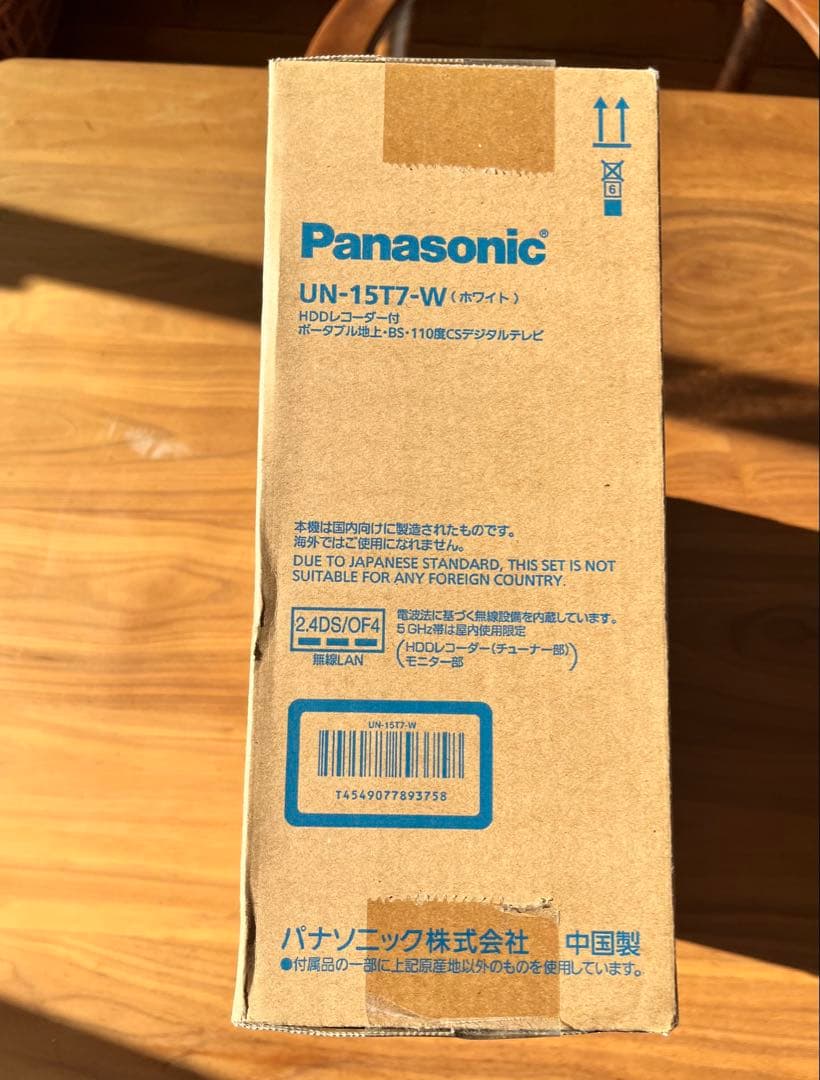 6
Panasonic®
UN-15T7-W（ホワイト）
HDDレコーダー付
ポータブル地上・BS・110度CSデジタルテレビ
本機は国内向けに製造されたものです。
海外ではご使用になれません。
DUE TO JAPANESE STANDARD, THIS SET IS NOT
SUITABLE FOR ANY FOREIGN COUNTRY.
2.4DS/OF4
無線LAN
電波法に基づく無線設備を内蔵しています。
5GHz帯は屋内使用限定
(HDDレコーダー(チューナー部)
モニター部)
UN-15T7-W
T4549077893758
パナソニック株式会社 中国製
●付属品の一部に上記原産地以外のものを使用しています。